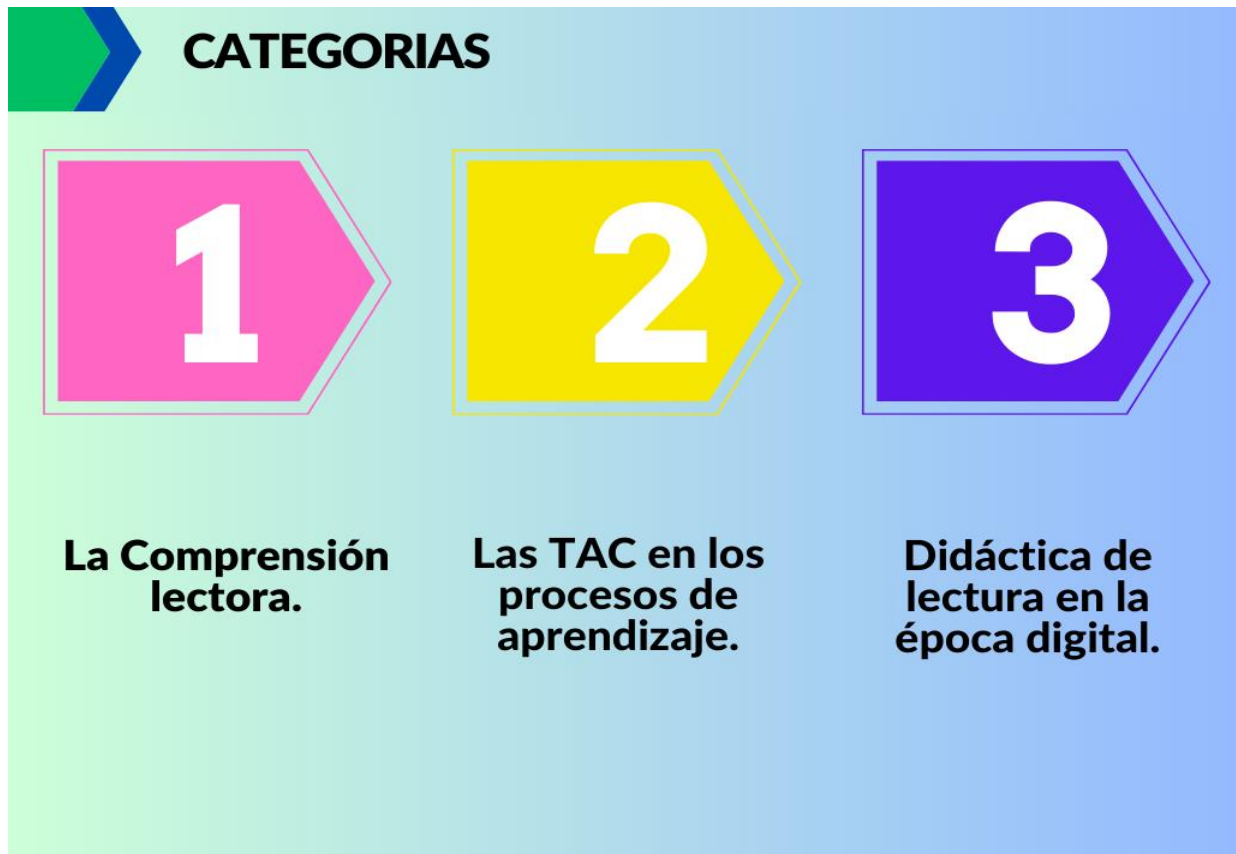 CATEGORIAS
1
2
3
La Comprensión
lectora.
Las TAC en los
procesos de
aprendizaje.
Didáctica de
lectura en la
época digital.